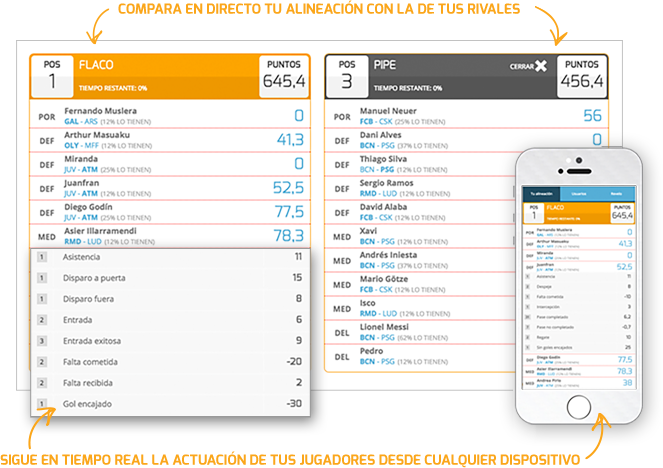 COMPARA EN DIRECTO TU ALINEACIÓN CON LA DE TUS RIVALES
POS
1
FLACO
TIEMPO RESTANTE: 0%
PUNTOS
645,4
POR
Fernando Muslera
GAL - ARS (12% LO TIENEN)
0
DEF
Arthur Masuaku
OLY - MFF (12% LO TIENEN)
41,3
DEF
Miranda
JUV - ATM (25% LO TIENEN)
0
DEF
Juanfran
JUV - ATM (12% LO TIENEN)
52,5
DEF
Diego Godín
JUV - ATM (25% LO TIENEN)
77,5
MED
Asier Illarramendi
RMD - LUD (12% LO TIENEN)
78,3
1 Asistencia 11
1 Disparo a puerta 15
1 Disparo fuera 8
2 Entrada 6
3 Entrada exitosa 9
2 Falta cometida -20
2 Falta recibida 2
1 Gol encajado -30
POS
3
PIPE
TIEMPO RESTANTE: 0%
CERRAR
PUNTOS
456,4
POR
Manuel Neuer
FCB - CSK (25% LO TIENEN)
56
DEF
Dani Alves
BCN - PSG (37% LO TIENEN)
0
DEF
Thiago Silva
BCN - PSG (12% LO TIENEN)
DEF
Sergio Ramos
RMD - LUD (25% LO TIENEN)
DEF
David Alaba
FCB - CSK (12% LO TIENEN)
MED
Xavi
BCN - PSG (12% LO TIENEN)
MED
Andrés Iniesta
BCN - PSG (37% LO TIENEN)
MED
Mario Götze
FCB - CSK (12% LO TIENEN)
MED
Isco
RMD - LUD (12% LO TIENEN)
DEL
Lionel Messi
BCN - PSG (62% LO TIENEN)
DEL
Pedro
BCN - PSG (12% LO TIENEN)
Tu alineación
Usuarios
Ronda
POS
1
FLACO
TIEMPO RESTANTE: 0%
PUNTOS
645,4
POR
Fernando Muslera
0
DEF
Arthur Masuaku
41,3
DEF
Miranda
0
DEF
Juanfran
52,5
Asistencia 11
Despeje 8
Falta cometida -10
Intercepción 3
Pase completado 6,2
Pase no completado -0,7
Regate 10
Sin goles encajados 25
DEF
Diego Godín
77,5
MED
Asier Illarramendi
78,3
MED
Andrea Pirlo
38
SIGUE EN TIEMPO REAL LA ACTUACIÓN DE TUS JUGADORES DESDE CUALQUIER DISPOSITIVO